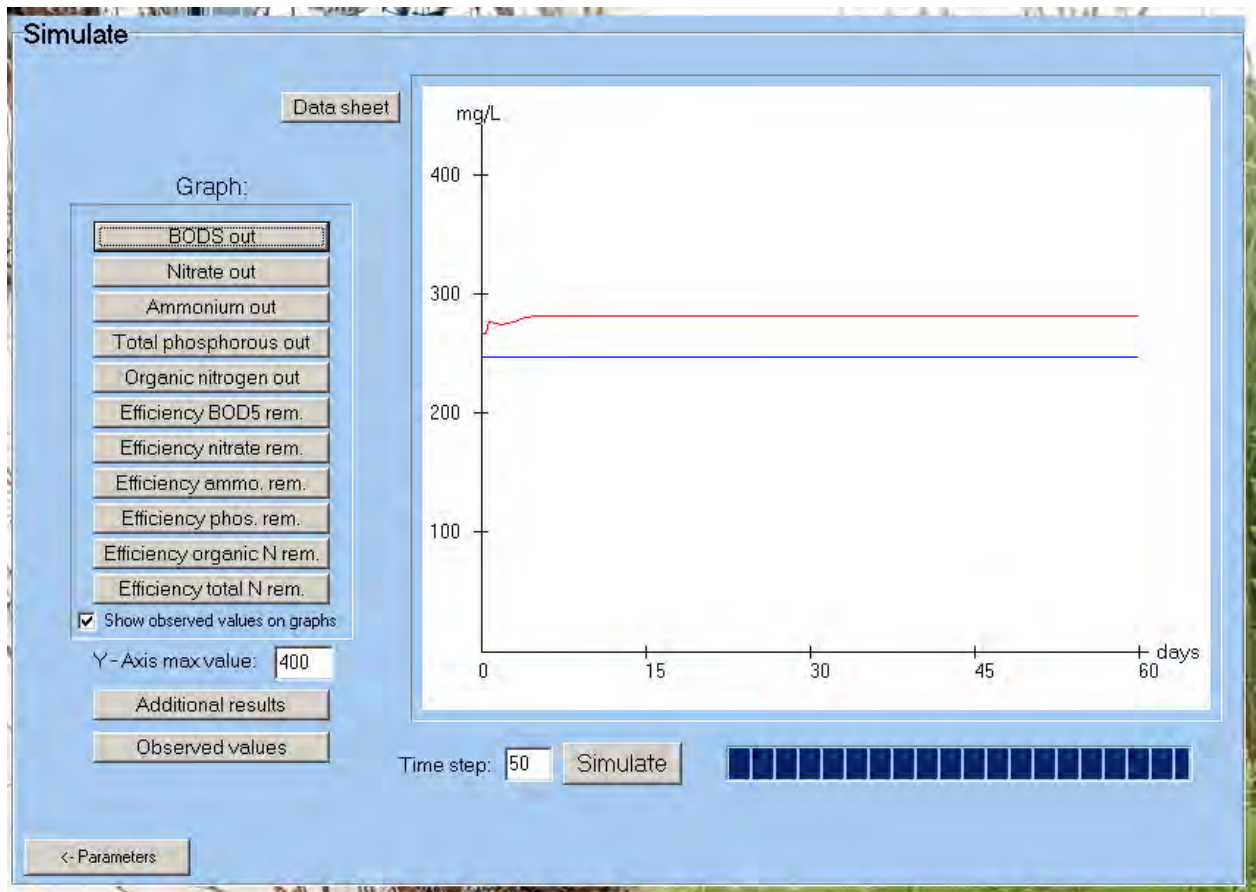 Simulate
Data sheet
Graph:
BODS out
Nitrate out
Ammonium out
Total phosphorous out
Organic nitrogen out
Efficiency BOD5 rem.
Efficiency nitrate rem.
Efficiency ammo. rem.
Efficiency phos. rem.
Efficiency organic N rem.
Efficiency total N rem.
Show observed values on graphs
Y-Axis max value: 400
Additional results
Observed values
mg/L
400
300
200
100
0 15 30 45 60 days
Time step: 50 Simulate
<- Parameters